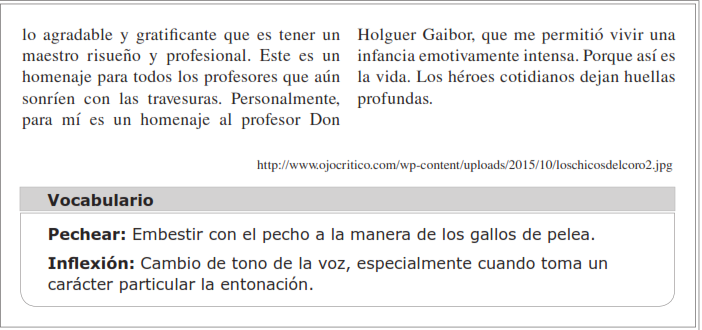 lo agradable y gratificante que es tener un
maestro risueño y profesional. Este es un
homenaje para todos los profesores que aún
sonríen con las travesuras. Personalmente,
para mí es un homenaje al profesor Don
Holguer Gaibor, que me permitió vivir una
infancia emotivamente intensa. Porque así es
la vida. Los héroes cotidianos dejan huellas
profundas.
http://www.ojocritico.com/wp-content/uploads/2015/10/loschicosdelcoro2.jpg
Vocabulario
Pechear: Embestir con el pecho a la manera de los gallos de pelea.
Inflexión: Cambio de tono de la voz, especialmente cuando toma un
carácter particular la entonación.